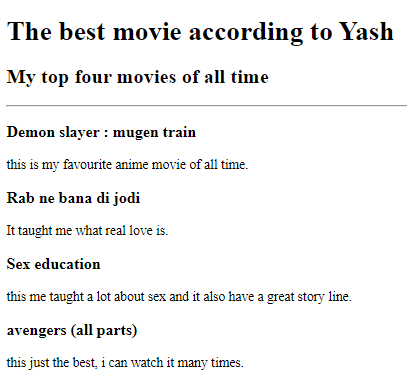 The best movie according to Yash
My top four movies of all time
Demon slayer : mugen train
this is my favourite anime movie of all time.
Rab ne bana di jodi
It taught me what real love is.
Sex education
this me taught a lot about sex and it also have a great story line.
avengers (all parts)
this just the best, i can watch it many times.